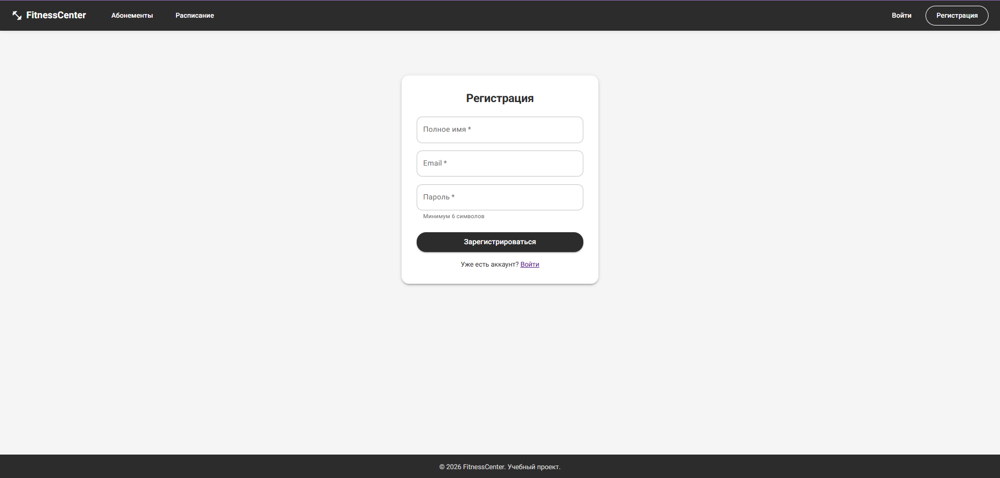 FitnessCenter Абонементы Расписание Войти Регистрация
Регистрация
Полное имя *
Email *
Пароль *
Минимум 6 символов
Зарегистрироваться
Уже есть аккаунт? Войти
© 2026 FitnessCenter. Учебный проект.